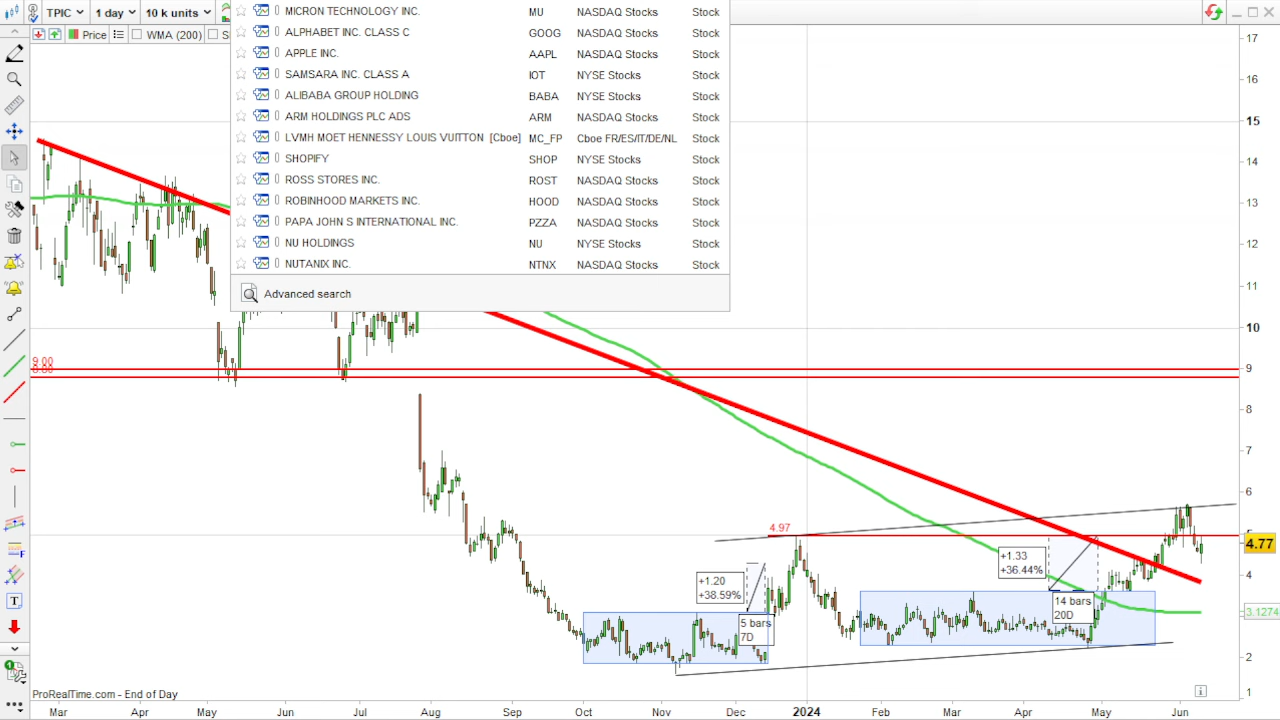 TPIC
1 day
10 k units
Price
WMA (200)
S
MICRON TECHNOLOGY INC. MU NASDAQ Stocks Stock
ALPHABET INC. CLASS C GOOG NASDAQ Stocks Stock
APPLE INC. AAPL NASDAQ Stocks Stock
SAMSARA INC. CLASS A IOT NYSE Stocks Stock
ALIBABA GROUP HOLDING BABA NYSE Stocks Stock
ARM HOLDINGS PLC ADS ARM NASDAQ Stocks Stock
LVMH MOET HENNESSY LOUIS VUITTON [Cboe] MC_FP Cboe FR/ES/IT/DE/NL Stock
SHOPIFY SHOP NYSE Stocks Stock
ROSS STORES INC. ROST NASDAQ Stocks Stock
ROBINHOOD MARKETS INC. HOOD NASDAQ Stocks Stock
PAPA JOHN S INTERNATIONAL INC. PZZA NASDAQ Stocks Stock
NU HOLDINGS NU NYSE Stocks Stock
NUTANIX INC. NTNX NASDAQ Stocks Stock
Advanced search
17
16
15
14
13
12
11
10
9
8
7
6
4.77
4
3.1274
2
1
9.00
4.97
+1.20
+38.59%
5 bars
7D
+1.33
+36.44%
14 bars
20D
ProRealTime.com - End of Day
Mar Apr May Jun Jul Aug Sep Oct Nov Dec 2024 Feb Mar Apr May Jun